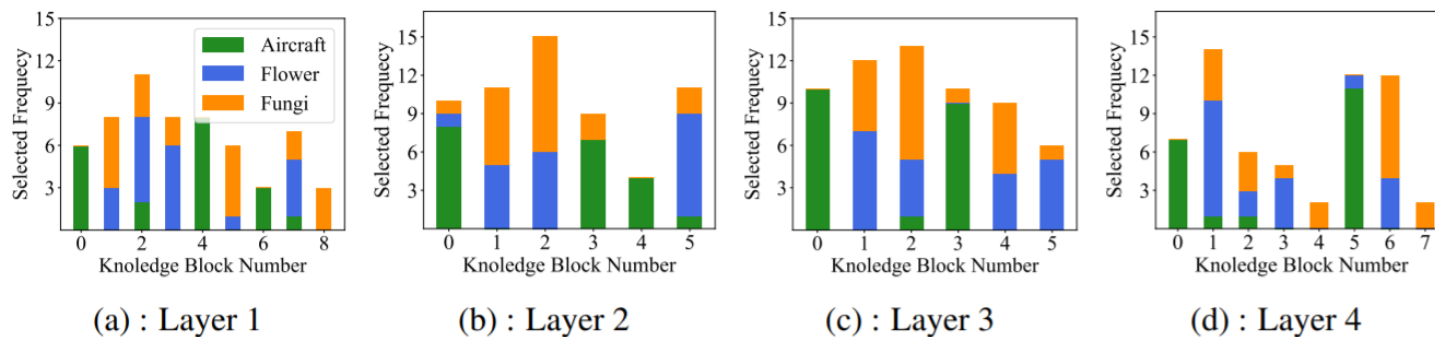 15
12
9
6
3
Selected Frequecy
Aircraft
Flower
Fungi
0 2 4 6 8
Knoledge Block Number
(a) : Layer 1
15
12
9
6
3
Selected Frequecy
0 1 2 3 4 5
Knoledge Block Number
(b) : Layer 2
15
12
9
6
3
Selected Frequecy
0 1 2 3 4 5
Knoledge Block Number
(c) : Layer 3
15
12
9
6
3
Selected Frequecy
0 1 2 3 4 5 6 7
Knoledge Block Number
(d) : Layer 4